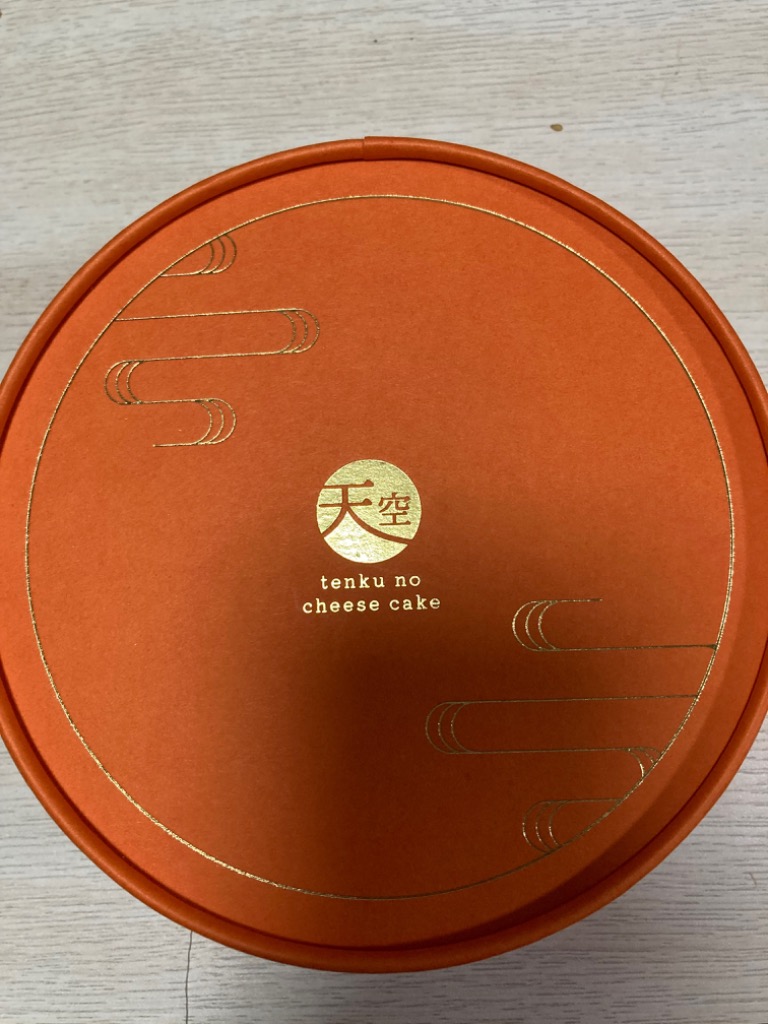 天空
tenku no
cheese cake